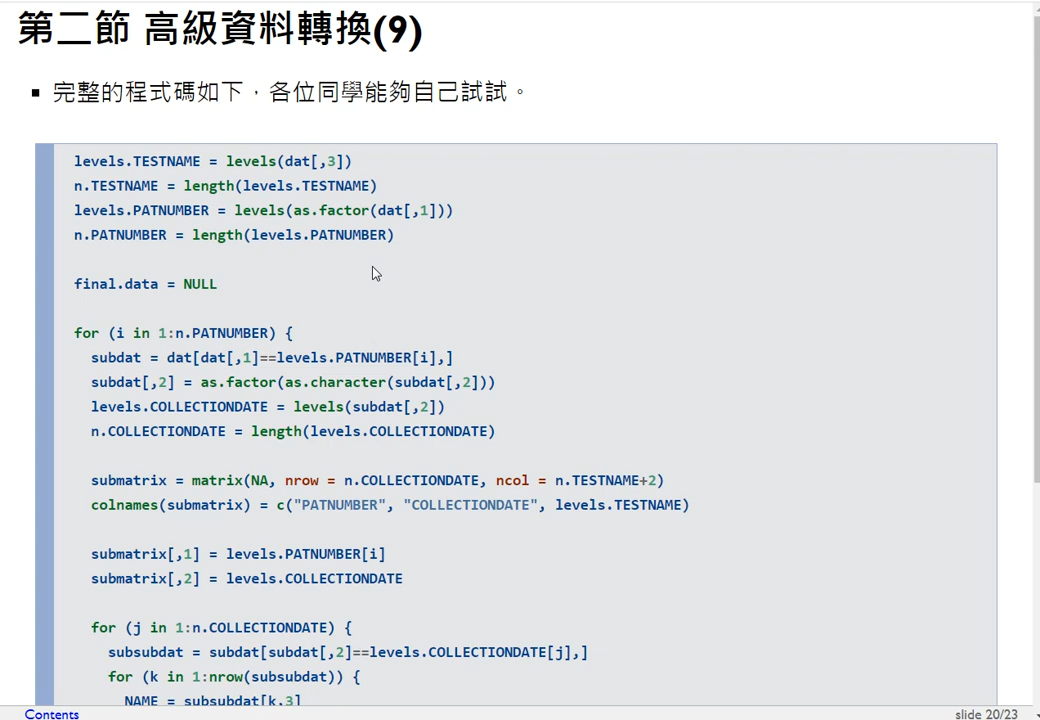 第二節 高級資料轉換(9)
完整的程式碼如下，各位同學能夠自己試試。
levels.TESTNAME = levels(dat[,3])
n.TESTNAME = length(levels.TESTNAME)
levels.PATNUMBER = levels(as.factor(dat[,1]))
n.PATNUMBER = length(levels.PATNUMBER)
final.data = NULL
for (i in 1:n.PATNUMBER) {
subdat = dat[dat[,1]==levels.PATNUMBER[i],]
subdat[,2] = as.factor(as.character(subdat[,2]))
levels.COLLECTIONDATE = levels(subdat[,2])
n.COLLECTIONDATE = length(levels.COLLECTIONDATE)
submatrix = matrix(NA, nrow = n.COLLECTIONDATE, ncol = n.TESTNAME+2)
colnames(submatrix) = c("PATNUMBER", "COLLECTIONDATE", levels.TESTNAME)
submatrix[,1] = levels.PATNUMBER[i]
submatrix[,2] = levels.COLLECTIONDATE
for (j in 1:n.COLLECTIONDATE) {
subsubdat = subdat[subdat[,2]==levels.COLLECTIONDATE[j],]
for (k in 1:nrow(subsubdat)) {
NAME = subsubdat[k,3]
Contents
slide 20/23